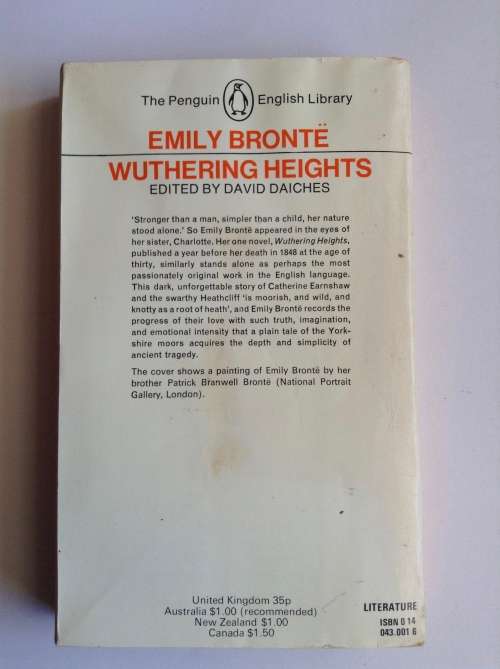 The Penguin English Library
EMILY BRONTË
WUTHERING HEIGHTS
EDITED BY DAVID DAICHES
'Stronger than a man, simpler than a child, her nature
stood alone.' So Emily Brontë appeared in the eyes of
her sister, Charlotte. Her one novel, Wuthering Heights,
published a year before her death in 1848 at the age of
thirty, similarly stands alone as perhaps the most
passionately original work in the English language.
This dark, unforgettable story of Catherine Earnshaw
and the swarthy Heathcliff 'is moorish, and wild, and
knotty as a root of heath', and Emily Brontë records the
progress of their love with such truth, imagination,
and emotional intensity that a plain tale of the York-
shire moors acquires the depth and simplicity of
ancient tragedy.
The cover shows a painting of Emily Brontë by her
brother Patrick Branwell Brontë (National Portrait
Gallery, London).
United Kingdom 35p
Australia $1.00 (recommended)
New Zealand $1.00
Canada $1.50
LITERATURE
ISBN 0 14
043.001 6